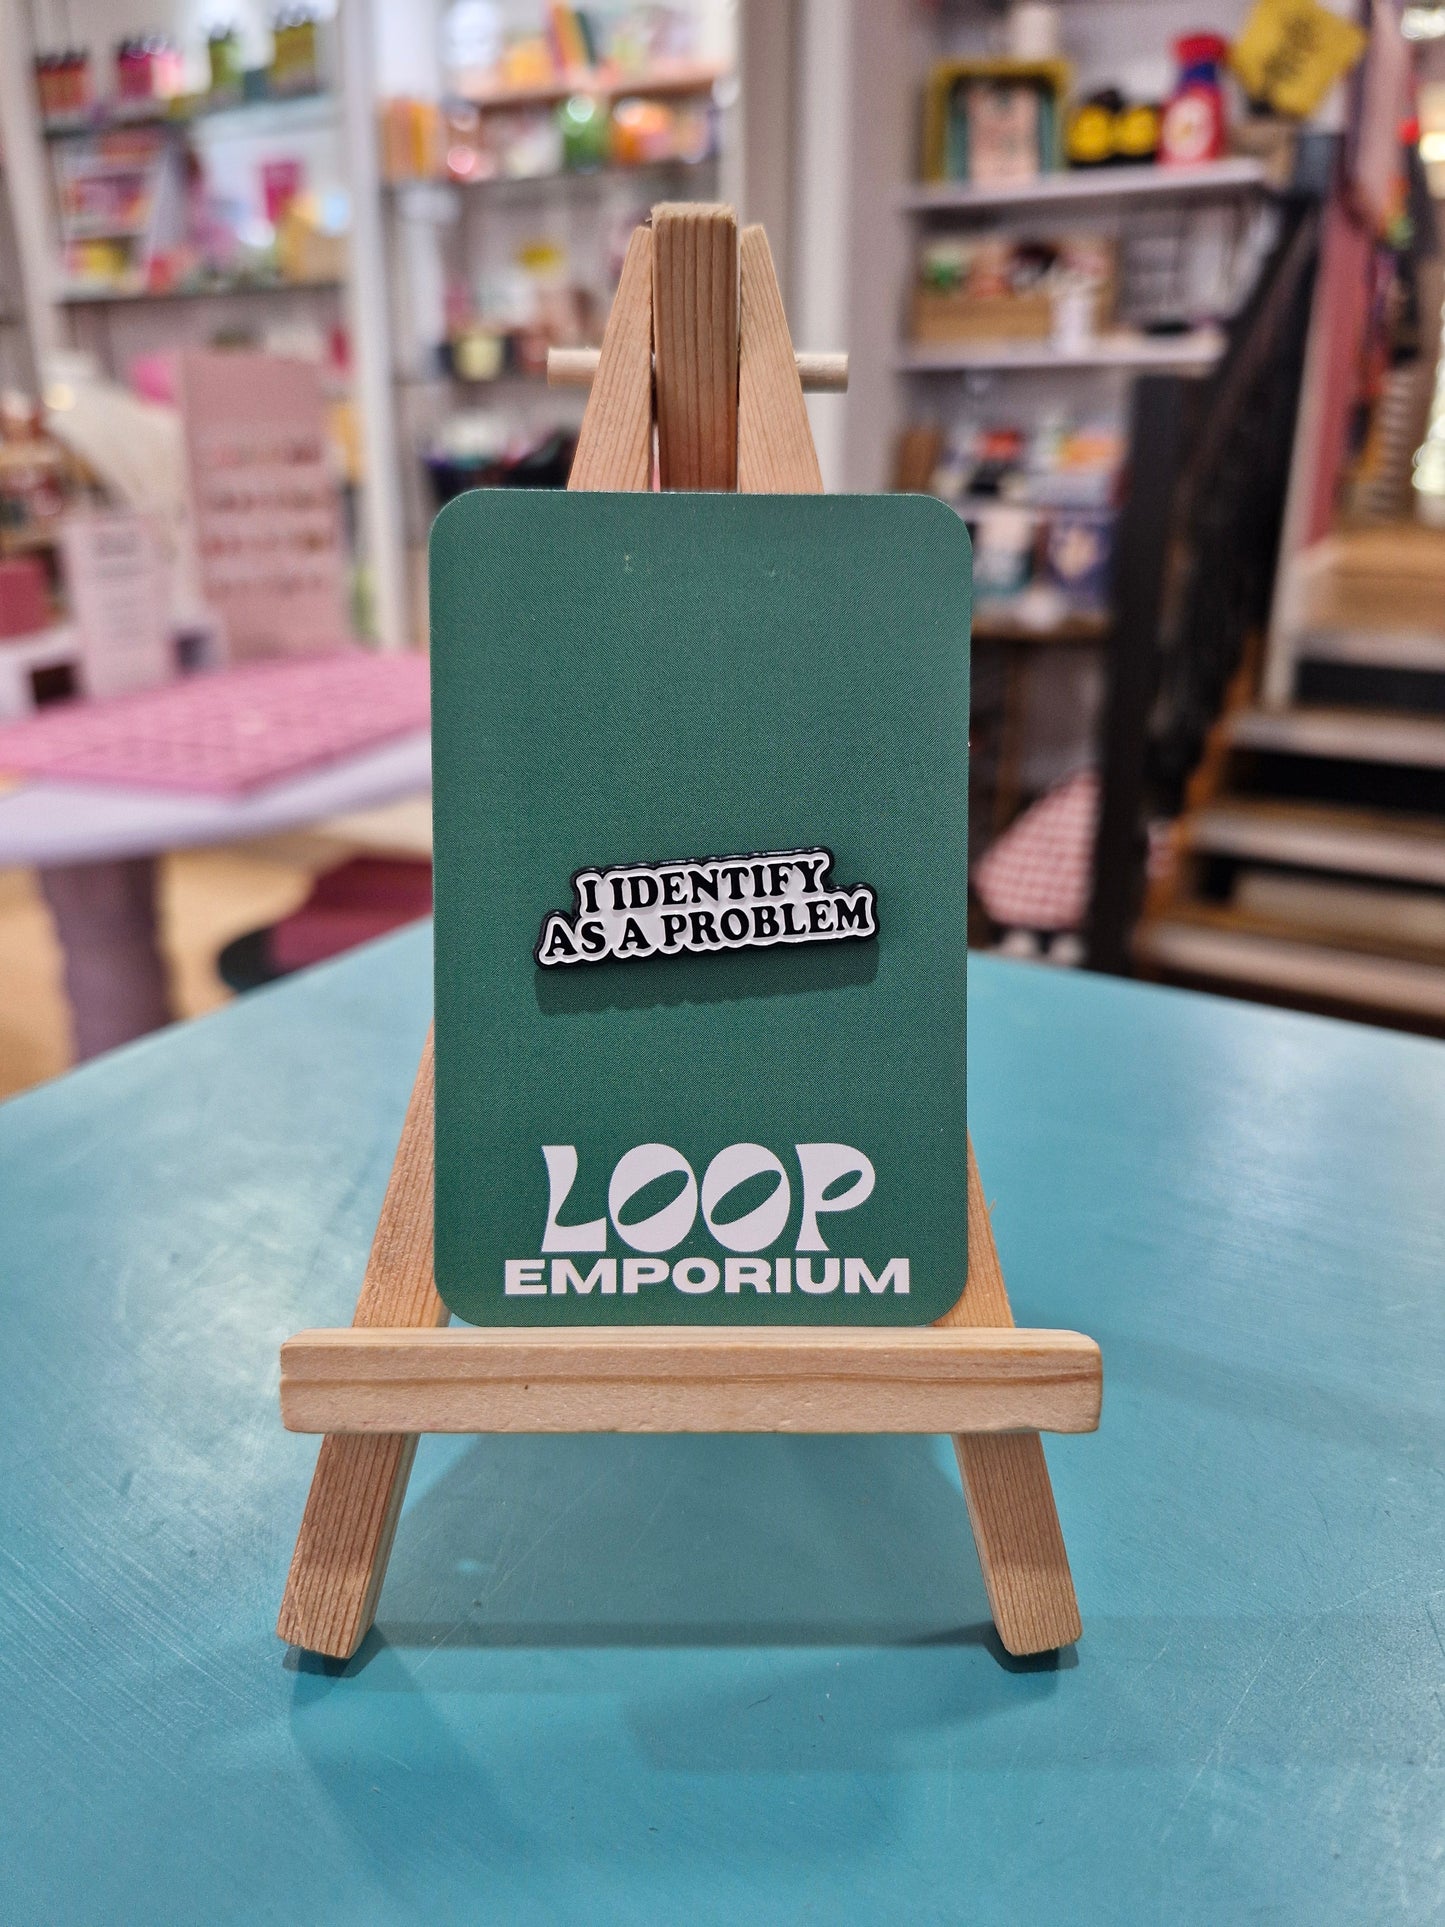 I IDENTIFY
AS A PROBLEM
LOOP
EMPORIUM